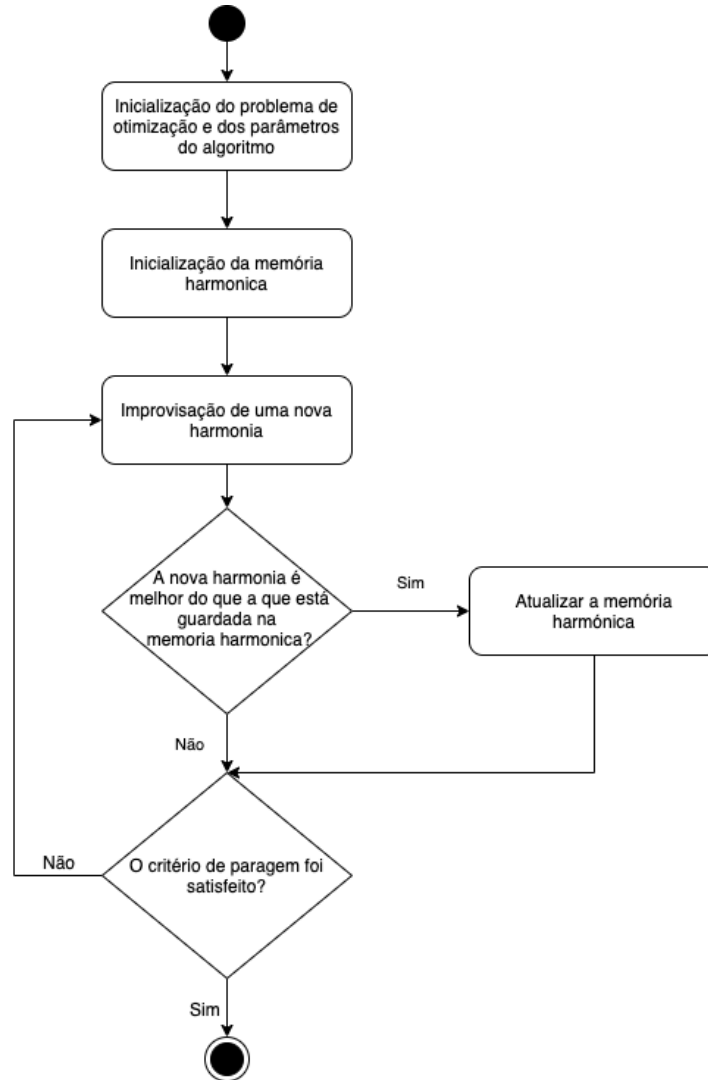 Inicialização do problema de
otimização e dos parâmetros
do algoritmo
Inicialização da memória
harmonica
Improvisação de uma nova
harmonia
A nova harmonia é
melhor do que a que está
guardada na
memoria harmonica?
Sim
Atualizar a memória
harmónica
Não
O critério de paragem foi
satisfeito?
Não
Sim